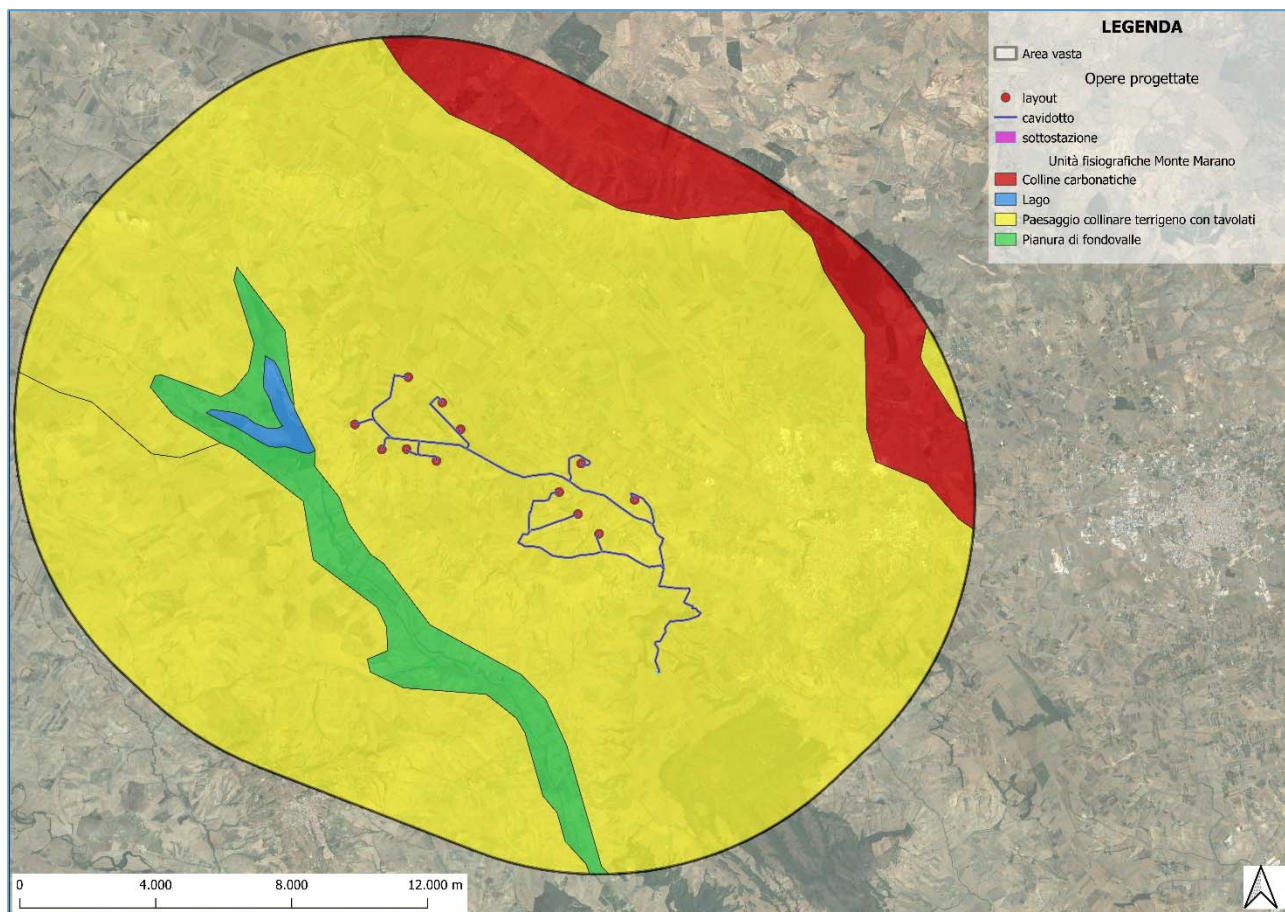 LEGENDA
Area vasta
Opere progettate
layout
cavidotto
sottostazione
Unità fisiografiche Monte Marano
Colline carbonatiche
Lago
Paesaggio collinare terrigeno con tavolati
Pianura di fondovalle
0 4.000 8.000 12.000 m